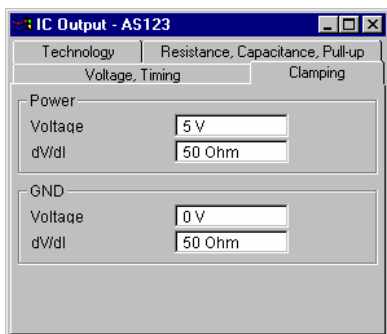 IC Output - AS123
Technology Resistance, Capacitance, Pull-up
Voltage, Timing Clamping
Power
Voltage 5 V
dV/dI 50 Ohm
GND
Voltage 0 V
dV/dI 50 Ohm